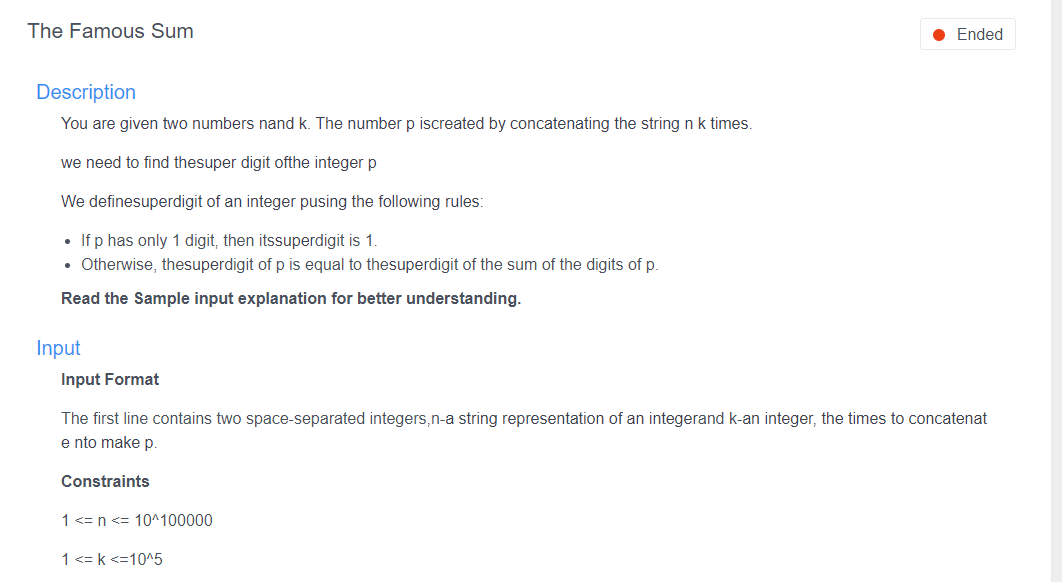 The Famous Sum
Ended
Description
You are given two numbers nand k. The number p iscreated by concatenating the string n k times.
we need to find thesuper digit ofthe integer p
We definesuperdigit of an integer pusing the following rules:
• If p has only 1 digit, then itssuperdigit is 1.
• Otherwise, thesuperdigit of p is equal to thesuperdigit of the sum of the digits of p.
Read the Sample input explanation for better understanding.
Input
Input Format
The first line contains two space-separated integers,n-a string representation of an integerand k-an integer, the times to concatenat
e nto make p.
Constraints
1 <= n <= 10^100000
1 <= k <=10^5